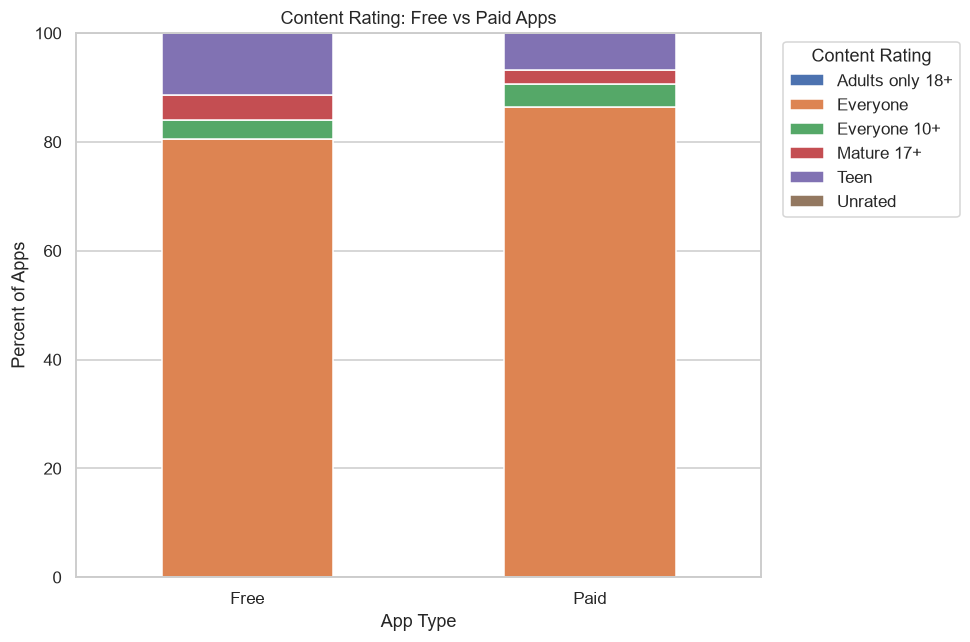 Content Rating: Free vs Paid Apps
100
80
60
40
20
0
Percent of Apps
Free
Paid
App Type
Content Rating
Adults only 18+
Everyone
Everyone 10+
Mature 17+
Teen
Unrated